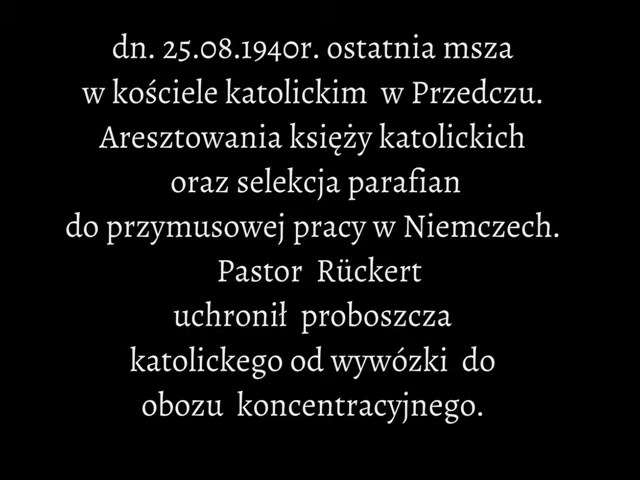 dn. 25.08.1940r. ostatnia msza
w kościele katolickim w Przedczu.
Aresztowania księży katolickich
oraz selekcja parafian
do przymusowej pracy w Niemczech.
Pastor Rückert
uchronił proboszcza
katolickego od wywózki do
obozu koncentracyjnego.